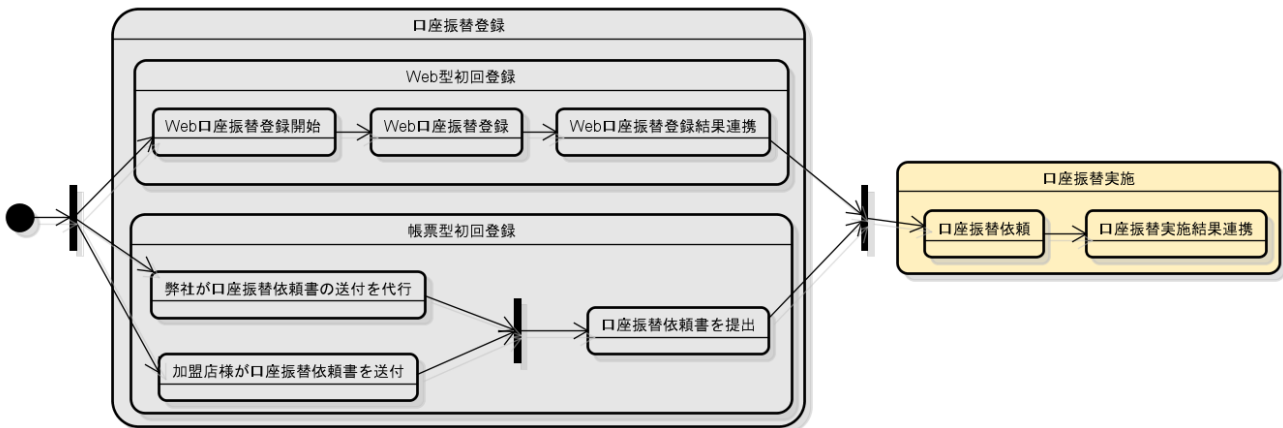 口座振替登録
Web型初回登録
Web口座振替登録開始
Web口座振替登録
Web口座振替登録結果連携
帳票型初回登録
弊社が口座振替依頼書の送付を代行
加盟店様が口座振替依頼書を送付
口座振替依頼書を提出
口座振替実施
口座振替依頼
口座振替実施結果連携